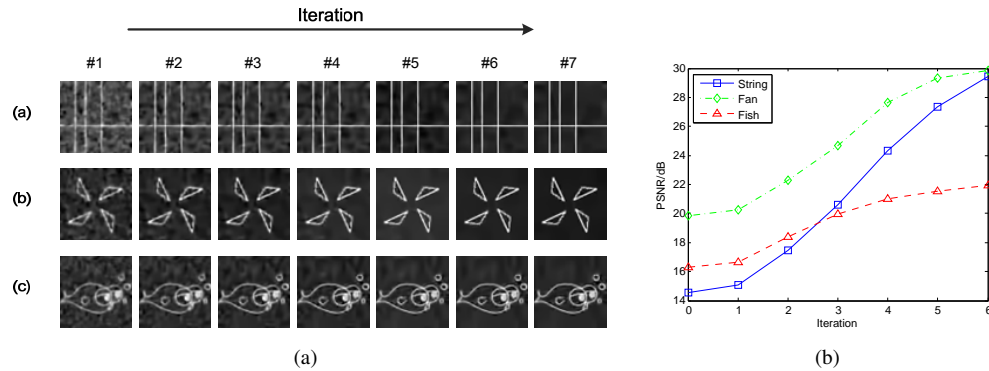 Iteration
#1 #2 #3 #4 #5 #6 #7
(a)
(b)
(c)
(a)
String
Fan
Fish
PSNR/dB
30
28
26
24
22
20
18
16
14
0 1 2 3 4 5 6
Iteration
(b)